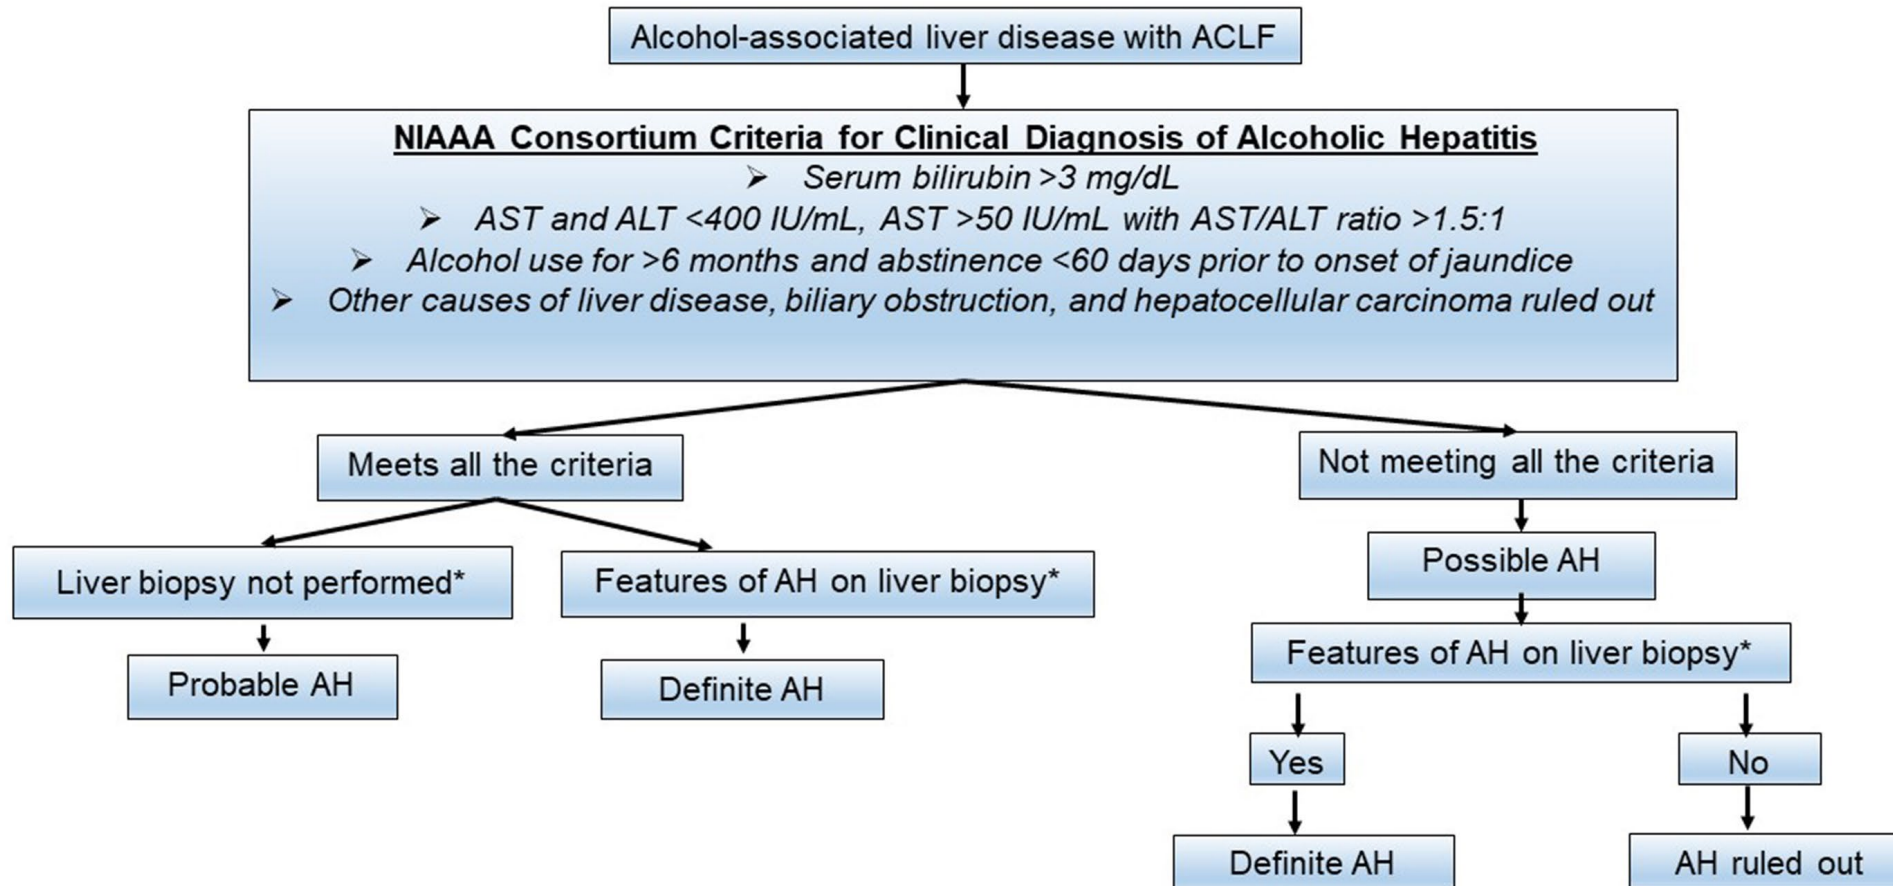 Alcohol-associated liver disease with ACLF
NIAAA Consortium Criteria for Clinical Diagnosis of Alcoholic Hepatitis
➢ Serum bilirubin >3 mg/dL
➢ AST and ALT <400 IU/mL, AST >50 IU/mL with AST/ALT ratio >1.5:1
➢ Alcohol use for >6 months and abstinence <60 days prior to onset of jaundice
➢ Other causes of liver disease, biliary obstruction, and hepatocellular carcinoma ruled out
Meets all the criteria
Not meeting all the criteria
Liver biopsy not performed*
Features of AH on liver biopsy*
Possible AH
Probable AH
Definite AH
Features of AH on liver biopsy*
Yes
No
Definite AH
AH ruled out